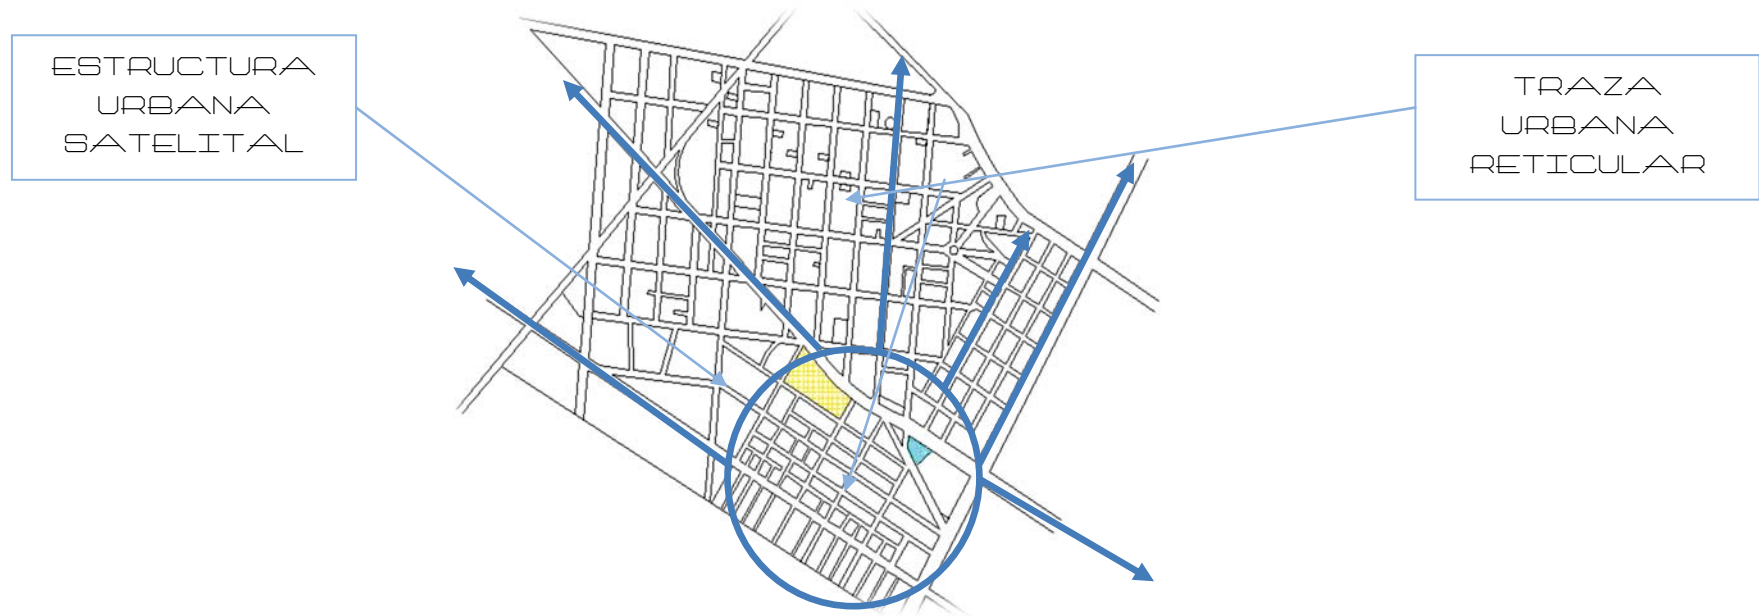 ESTRUCTURA
URBANA
SATELITAL
TRAZA
URBANA
RETICULAR